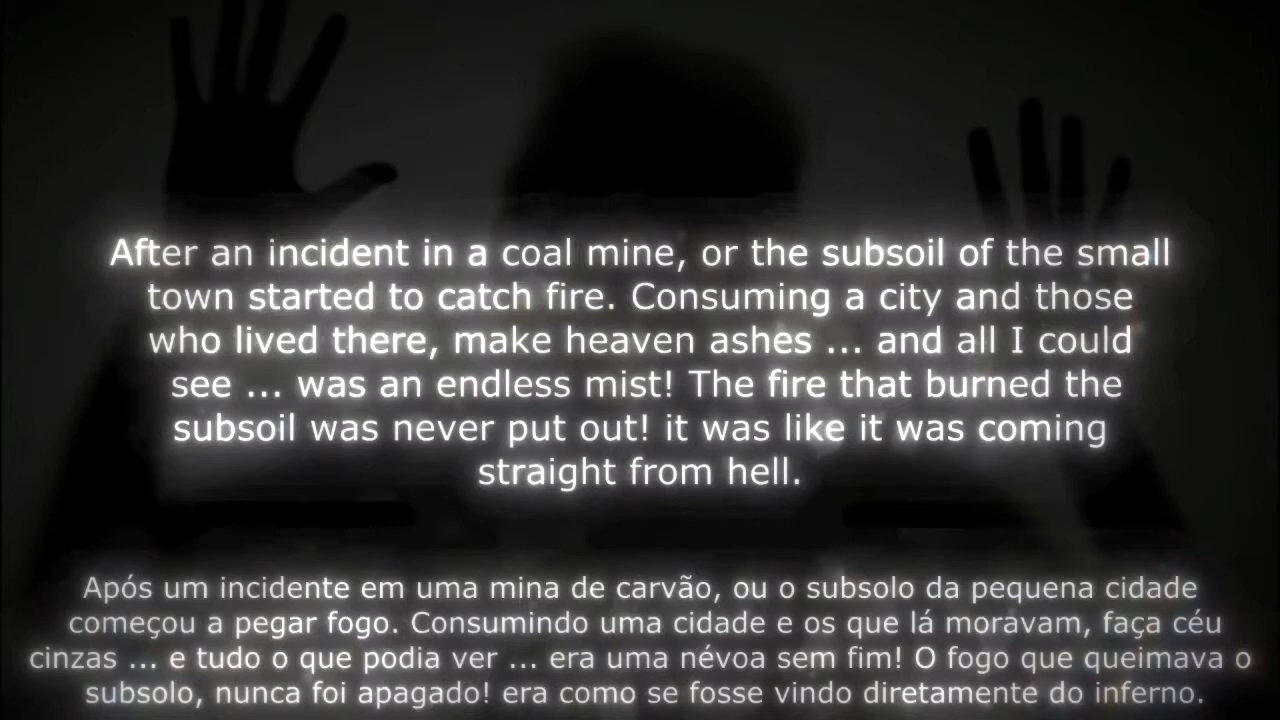 After an incident in a coal mine, or the subsoil of the small
town started to catch fire. Consuming a city and those
who lived there, make heaven ashes ... and all I could
see ... was an endless mist! The fire that burned the
subsoil was never put out! it was like it was coming
straight from hell.
Após um incidente em uma mina de carvão, ou o subsolo da pequena cidade
começou a pegar fogo. Consumindo uma cidade e os que lá moravam, faça céu
cinzas ... e tudo o que podia ver ... era uma névoa sem fim! O fogo que queimava o
subsolo, nunca foi apagado! era como se fosse vindo diretamente do inferno.